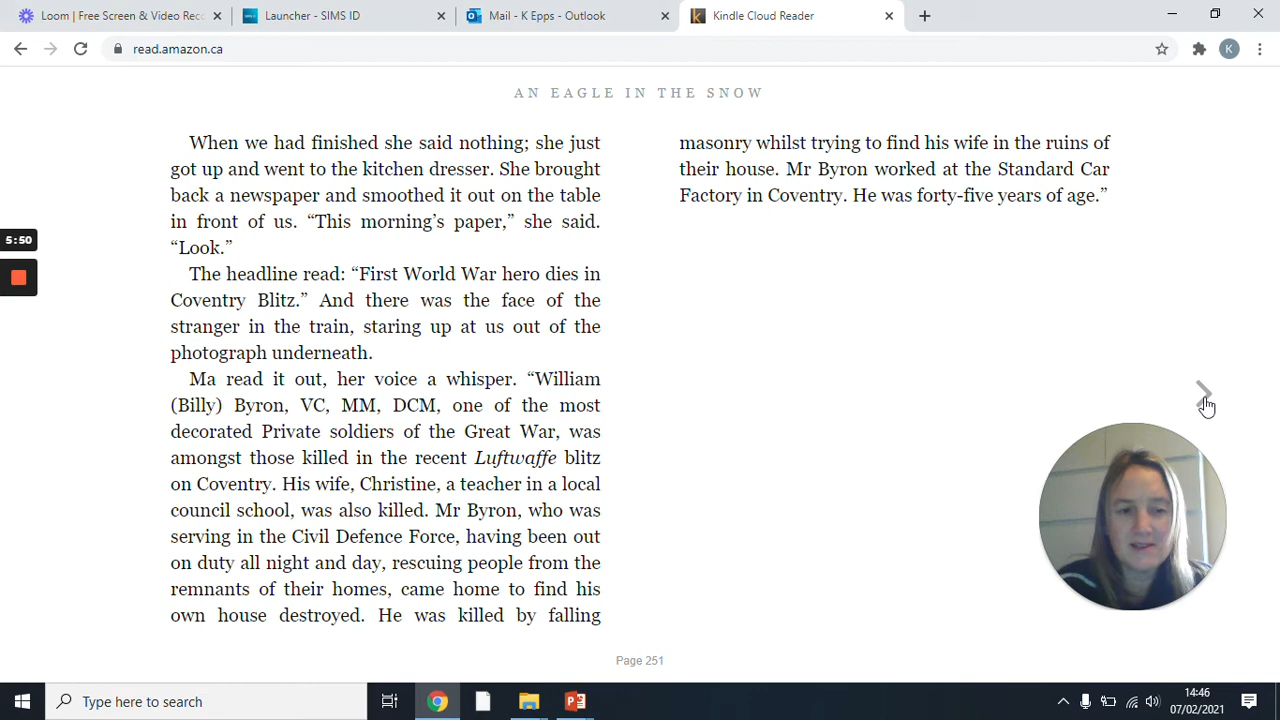 Loom | Free Screen & Video Rec
Launcher - SIMS ID
Mail - K Epps - Outlook
Kindle Cloud Reader
read.amazon.ca
K
AN EAGLE IN THE SNOW
When we had finished she said nothing; she just
got up and went to the kitchen dresser. She brought
back a newspaper and smoothed it out on the table
in front of us. “This morning’s paper,” she said.
“Look.”
The headline read: “First World War hero dies in
Coventry Blitz.” And there was the face of the
stranger in the train, staring up at us out of the
photograph underneath.
Ma read it out, her voice a whisper. “William
(Billy) Byron, VC, MM, DCM, one of the most
decorated Private soldiers of the Great War, was
amongst those killed in the recent Luftwaffe blitz
on Coventry. His wife, Christine, a teacher in a local
council school, was also killed. Mr Byron, who was
serving in the Civil Defence Force, having been out
on duty all night and day, rescuing people from the
remnants of their homes, came home to find his
own house destroyed. He was killed by falling
masonry whilst trying to find his wife in the ruins of
their house. Mr Byron worked at the Standard Car
Factory in Coventry. He was forty-five years of age.”
5:50
Page 251
Type here to search
14:46
07/02/2021